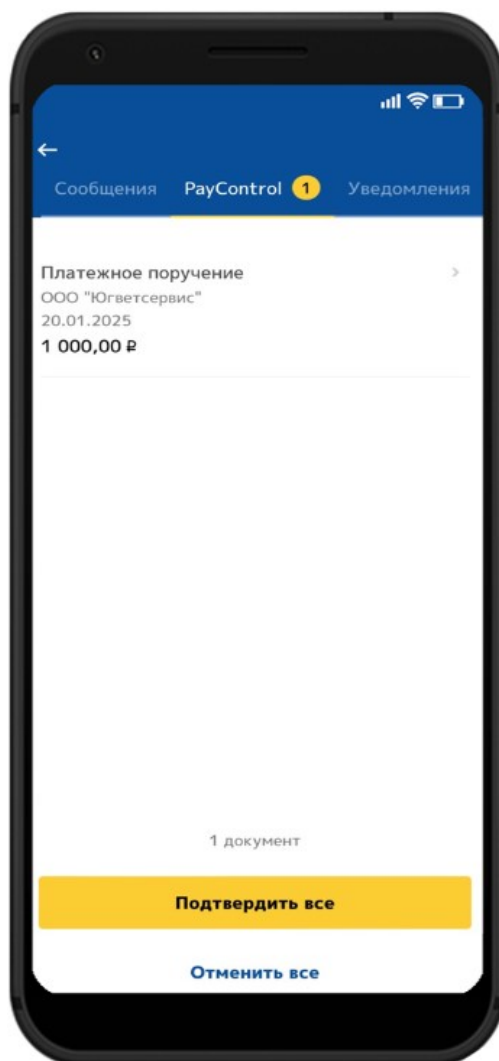 Сообщения PayControl 1 Уведомления
Платежное поручение
ООО "Югветсервис"
20.01.2025
1 000,00 ₽
1 документ
Подтвердить все
Отменить все